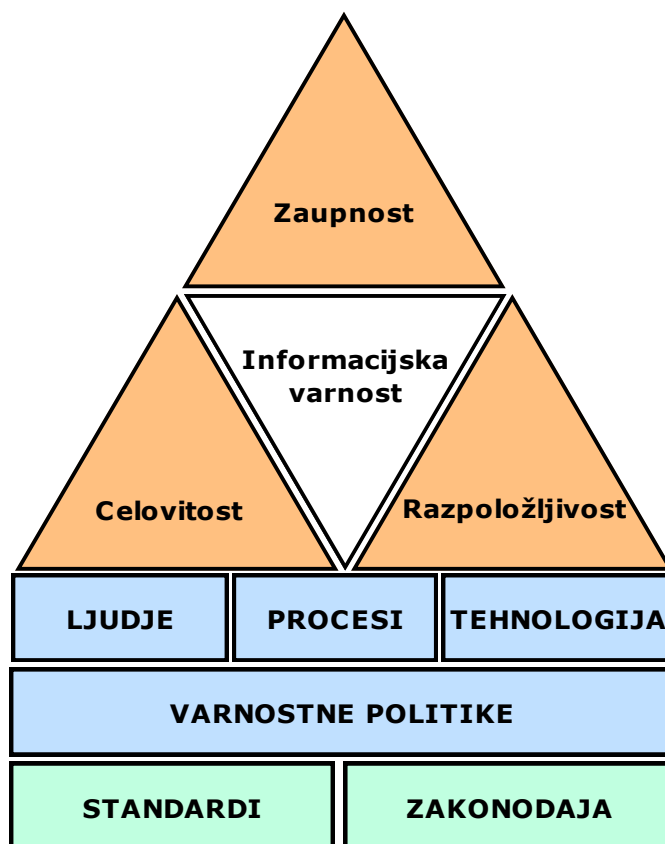 Zaupnost
Informacijska
varnost
Celovitost
Razpoložljivost
LJUDJE
PROCESI
TEHNOLOGIJA
VARNOSTNE POLITIKE
STANDARDI
ZAKONODAJA